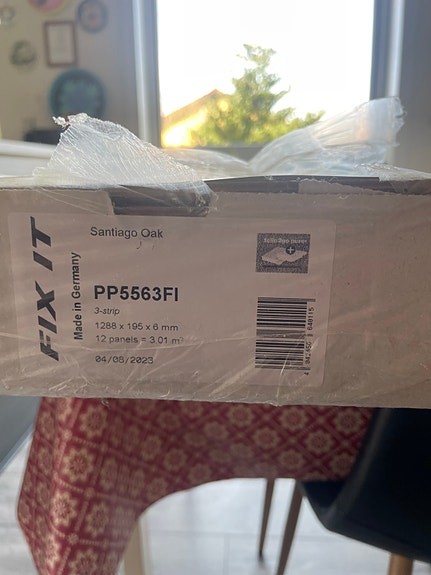 FIX IT
Made in Germany
Santiago Oak
PP5563FI
3-strip
1288 x 195 x 6 mm
12 panels = 3,01 m²
04/05/2023